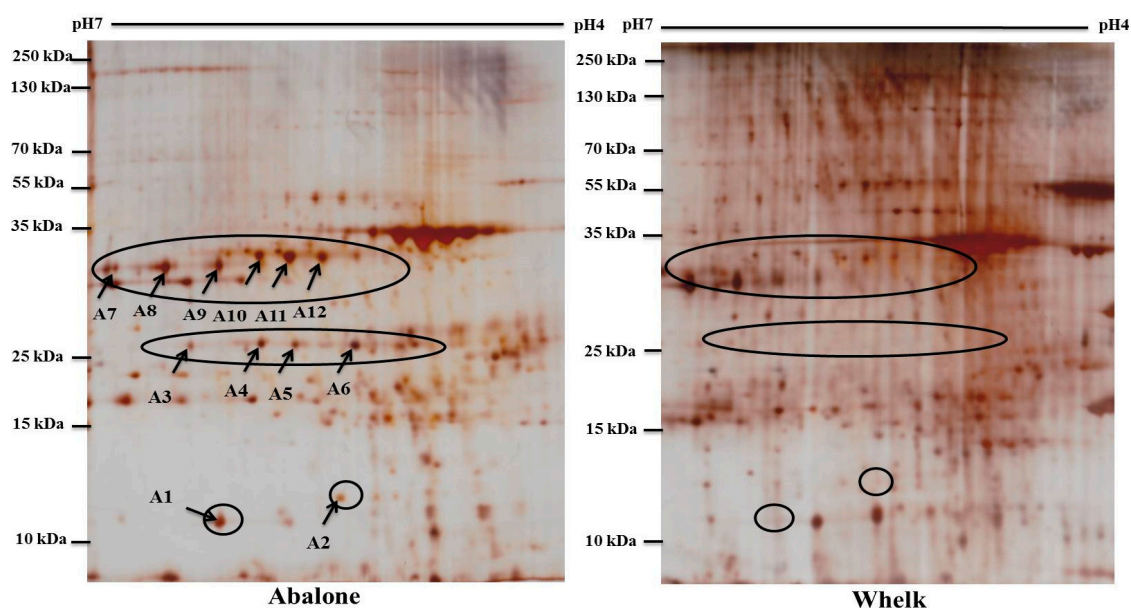 pH7 pH4 pH7 pH4
250 kDa 250 kDa
130 kDa 130 kDa
70 kDa 70 kDa
55 kDa 55 kDa
35 kDa 35 kDa
A7 A8 A9 A10 A11 A12
25 kDa 25 kDa
A3 A4 A5 A6
15 kDa 15 kDa
A1 A2
10 kDa 10 kDa
Abalone Whelk